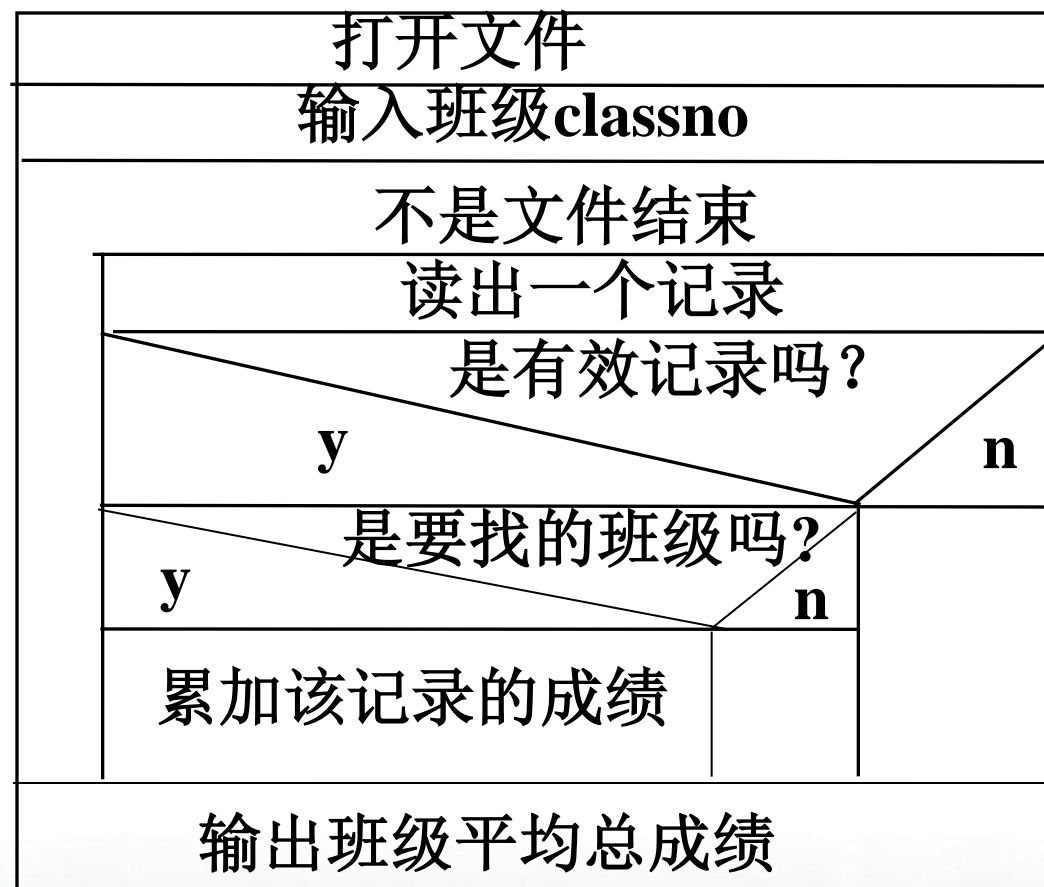 打开文件
输入班级classno
不是文件结束
读出一个记录
是有效记录吗？
y
n
是要找的班级吗?
y
n
累加该记录的成绩
输出班级平均总成绩